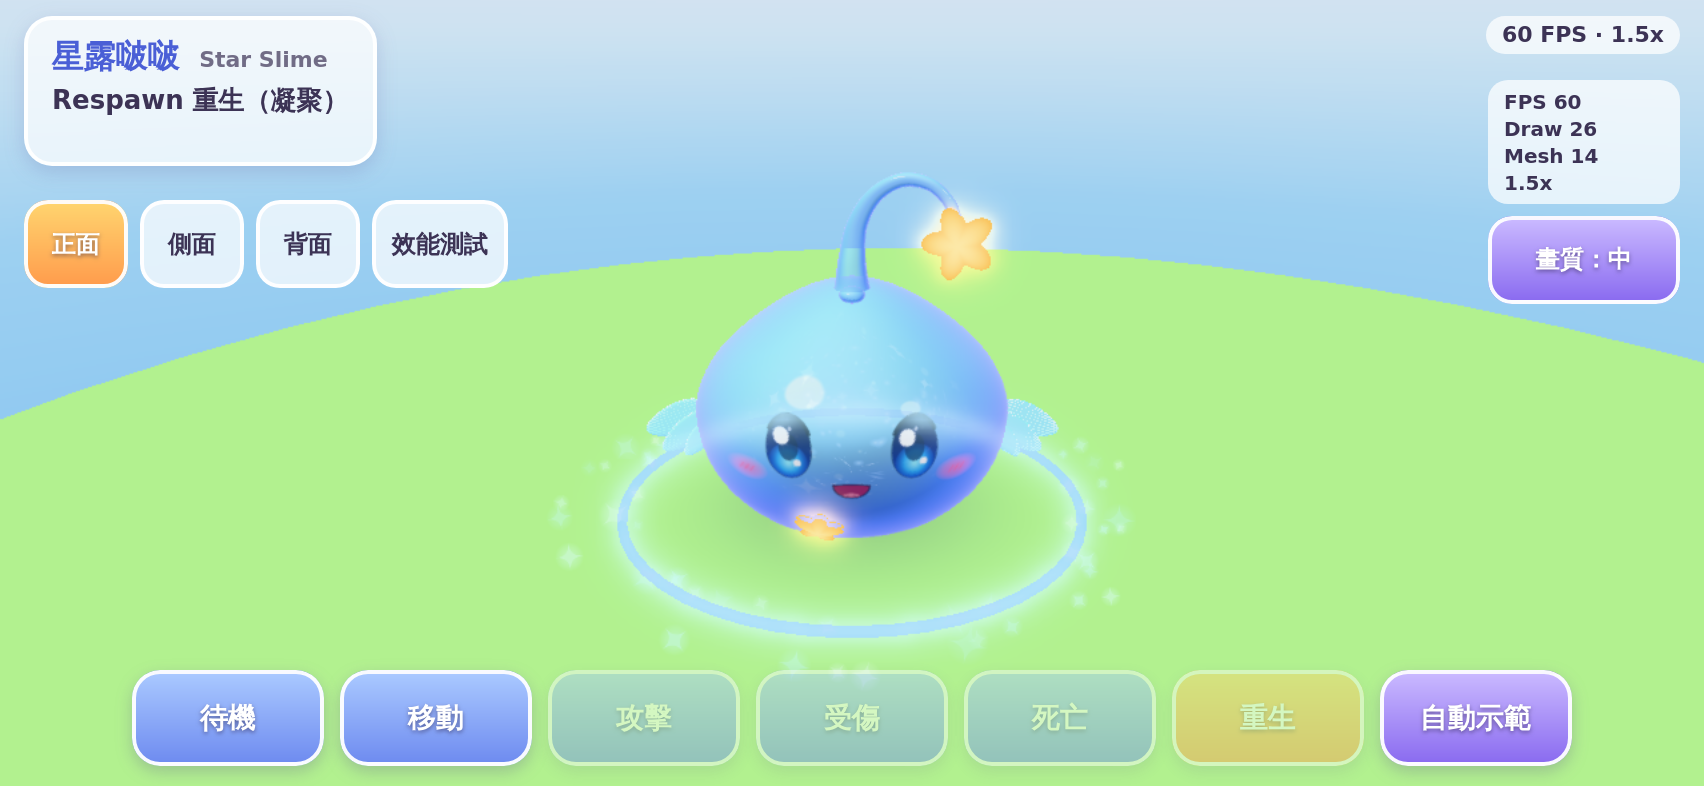 星露啵啵 Star Slime
Respawn 重生（凝聚）
60 FPS · 1.5x
FPS 60
Draw 26
Mesh 14
1.5x
正面 側面 背面 效能測試
畫質：中
待機 移動 攻擊 受傷 死亡 重生 自動示範